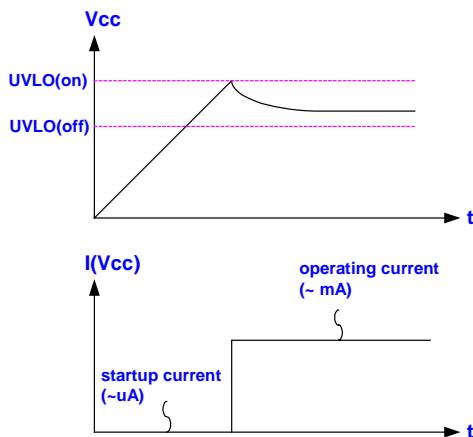 Vcc
UVLO(on)
UVLO(off)
t
I(Vcc)
operating current
(~ mA)
startup current
(~uA)
t